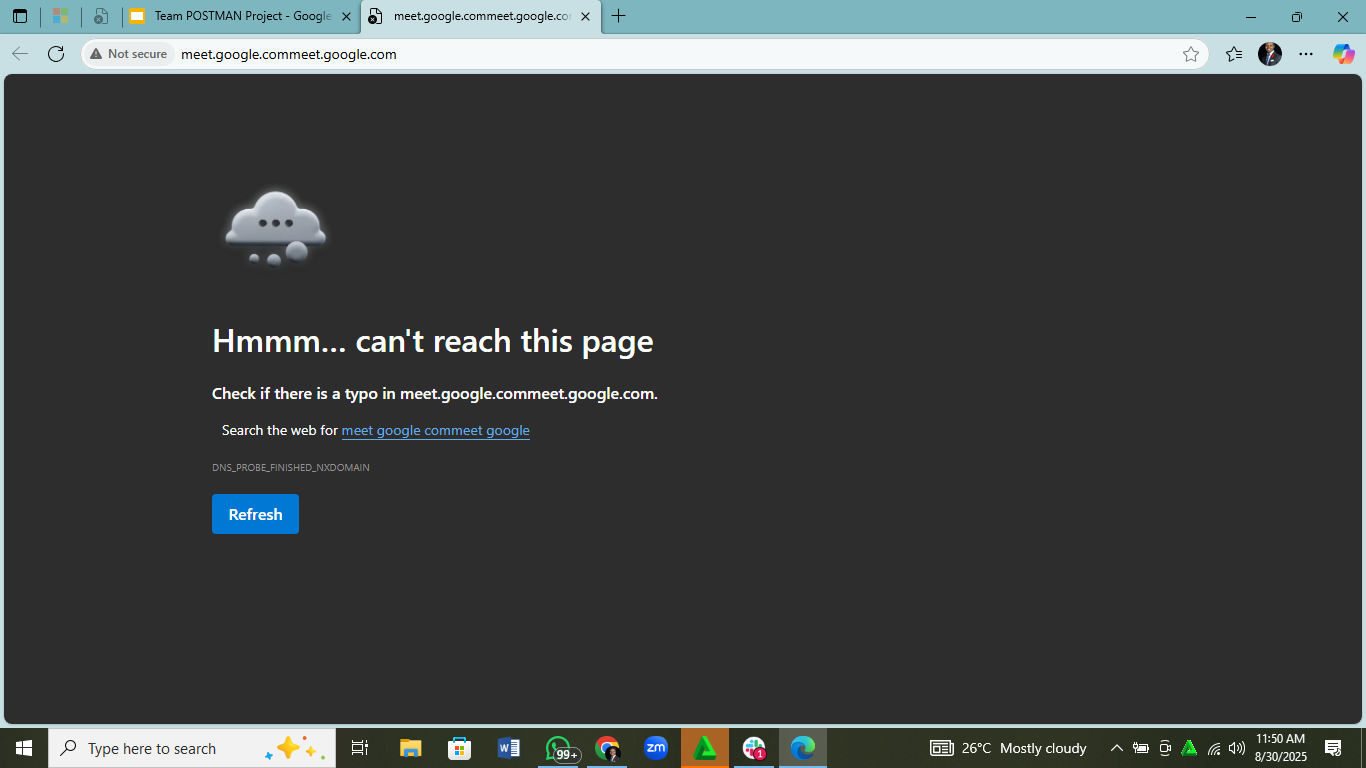 Team POSTMAN Project - Google
meet.google.commeet.google.co
Not secure
meet.google.commeet.google.com
Hmmm... can't reach this page
Check if there is a typo in meet.google.commeet.google.com.
Search the web for meet google commeet google
DNS_PROBE_FINISHED_NXDOMAIN
Refresh
Type here to search
99+
zm
1
26°C Mostly cloudy
11:50 AM
8/30/2025